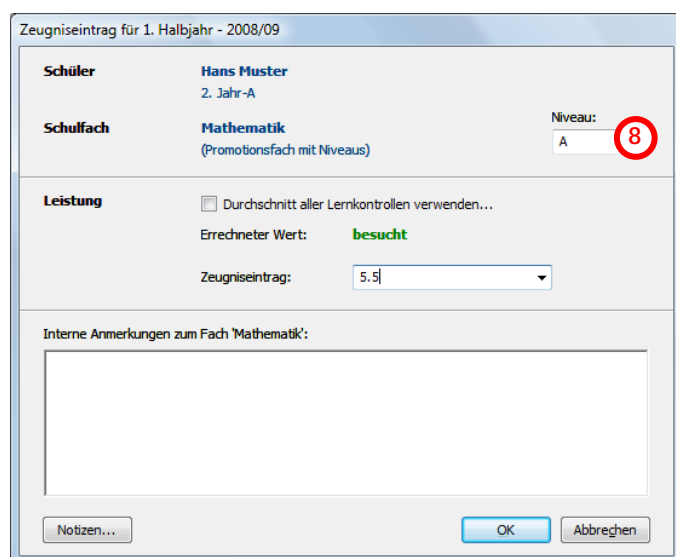 Zeugniseintrag für 1. Halbjahr - 2008/09
Schüler Hans Muster
2. Jahr-A
Niveau:
Schulfach Mathematik A 8
(Promotionsfach mit Niveaus)
Leistung Durchschnitt aller Lernkontrollen verwenden...
Errechneter Wert: besucht
Zeugniseintrag: 5.5
Interne Anmerkungen zum Fach 'Mathematik':
Notizen... OK Abbrechen